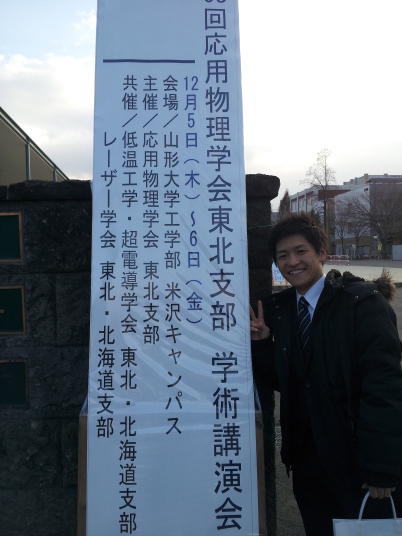 回応用物理学会東北支部 学術講演会
12月5日(木)~6日(金)
会場/山形大学工学部 米沢キャンパス
主催/応用物理学会 東北支部
共催/低温工学・超電導学会 東北・北海道支部
レーザー学会 東北・北海道支部